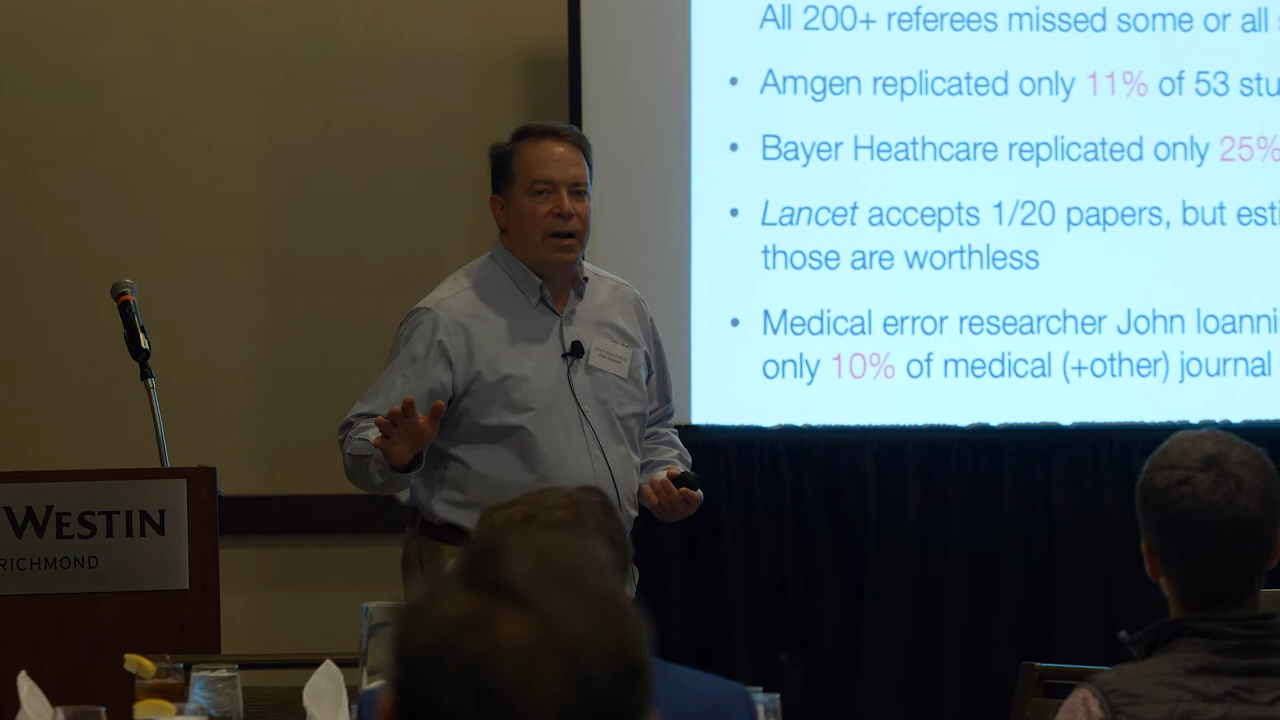 All 200+ referees missed some or all
• Amgen replicated only 11% of 53 stu
• Bayer Heathcare replicated only 25%
• Lancet accepts 1/20 papers, but esti
those are worthless
• Medical error researcher John Ioanni
only 10% of medical (+other) journal
WESTIN
RICHMOND